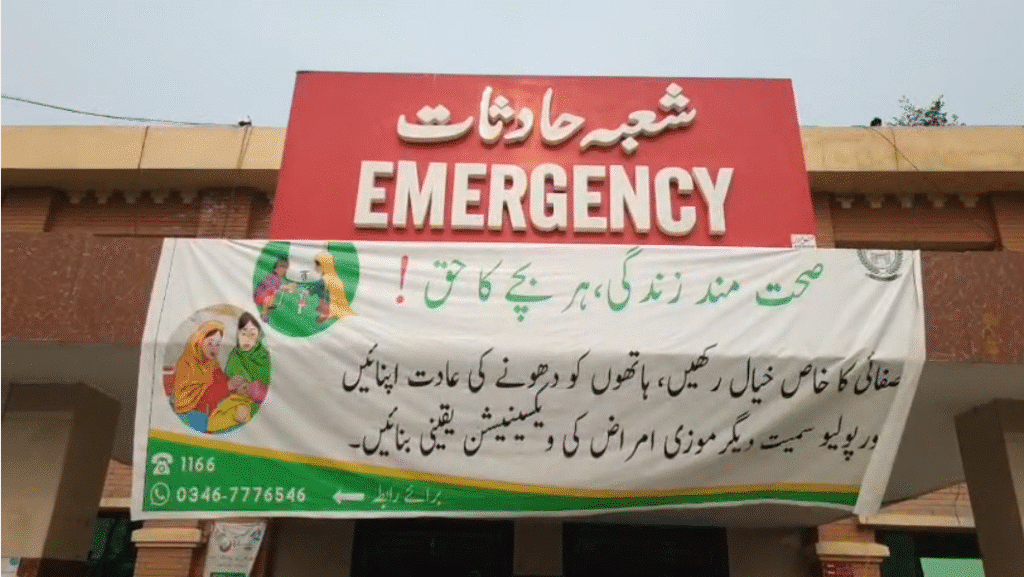 شعبہ حادثات
EMERGENCY
صحت مند زندگی، ہر بچے کا حق !
صفائی کا خاص خیال رکھیں، ہاتھوں کو دھونے کی عادت اپنائیں
ور پولیو سمیت دیگر موزی امراض کی ویکسینیشن یقینی بنائیں۔
1166
0346-7776546
برائے رابطہ